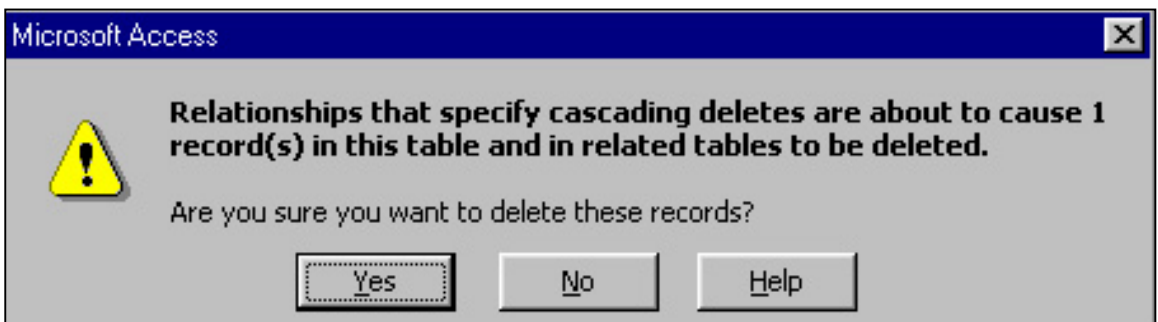 Microsoft Access
Relationships that specify cascading deletes are about to cause 1
record(s) in this table and in related tables to be deleted.
Are you sure you want to delete these records?
Yes No Help